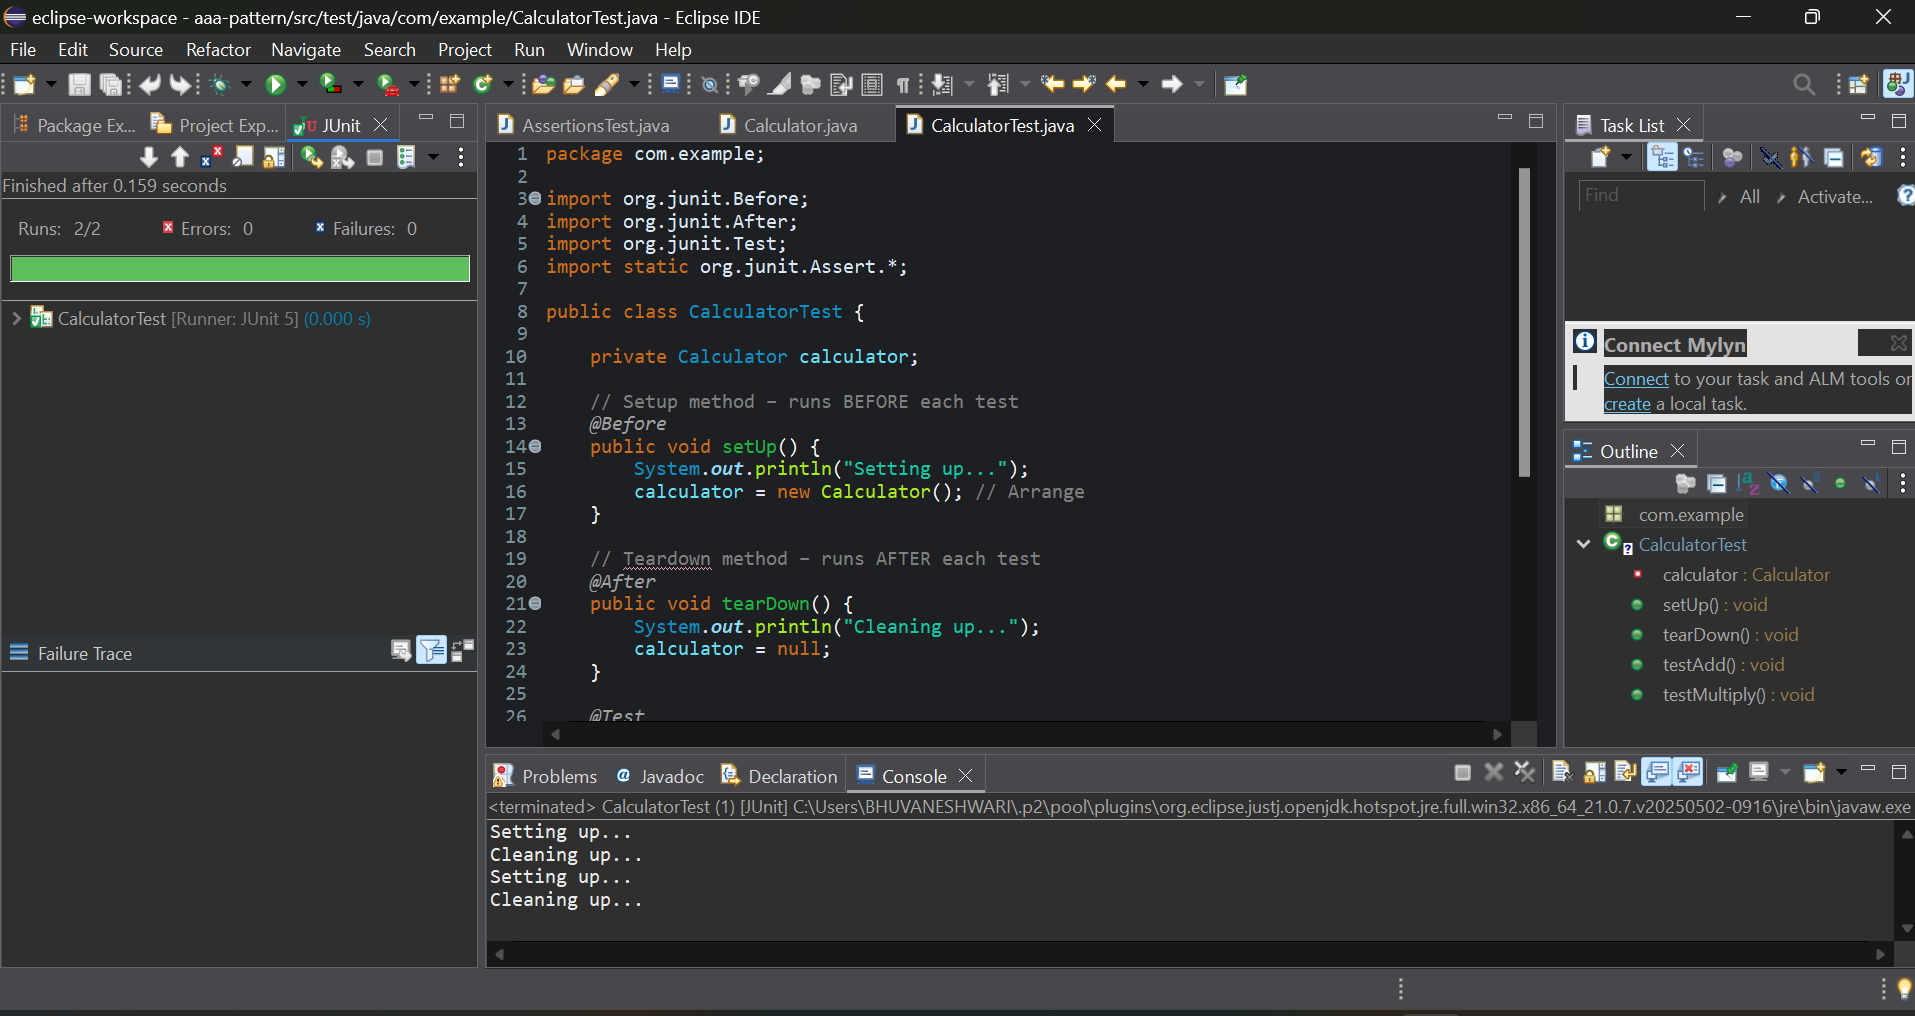 eclipse-workspace - aaa-pattern/src/test/java/com/example/CalculatorTest.java - Eclipse IDE
File Edit Source Refactor Navigate Search Project Run Window Help
Package Ex... Project Exp... JUnit
Finished after 0.159 seconds
Runs: 2/2 Errors: 0 Failures: 0
CalculatorTest [Runner: JUnit 5] (0.000 s)
Failure Trace
AssertionsTest.java Calculator.java CalculatorTest.java
1 package com.example;
2
3 import org.junit.Before;
4 import org.junit.After;
5 import org.junit.Test;
6 import static org.junit.Assert.*;
7
8 public class CalculatorTest {
9
10 private Calculator calculator;
11
12 // Setup method – runs BEFORE each test
13 @Before
14 public void setUp() {
15 System.out.println("Setting up...");
16 calculator = new Calculator(); // Arrange
17 }
18
19 // Teardown method – runs AFTER each test
20 @After
21 public void tearDown() {
22 System.out.println("Cleaning up...");
23 calculator = null;
24 }
25
26 @Test
Task List
Find All Activate...
Connect Mylyn
Connect to your task and ALM tools or
create a local task.
Outline
com.example
CalculatorTest
calculator : Calculator
setUp() : void
tearDown() : void
testAdd() : void
testMultiply() : void
Problems Javadoc Declaration Console
<terminated> CalculatorTest (1) [JUnit] C:\Users\BHUVANESHWARI\.p2\pool\plugins\org.eclipse.justj.openjdk.hotspot.jre.full.win32.x86_64_21.0.7.v20250502-0916\jre\bin\javaw.exe
Setting up...
Cleaning up...
Setting up...
Cleaning up...